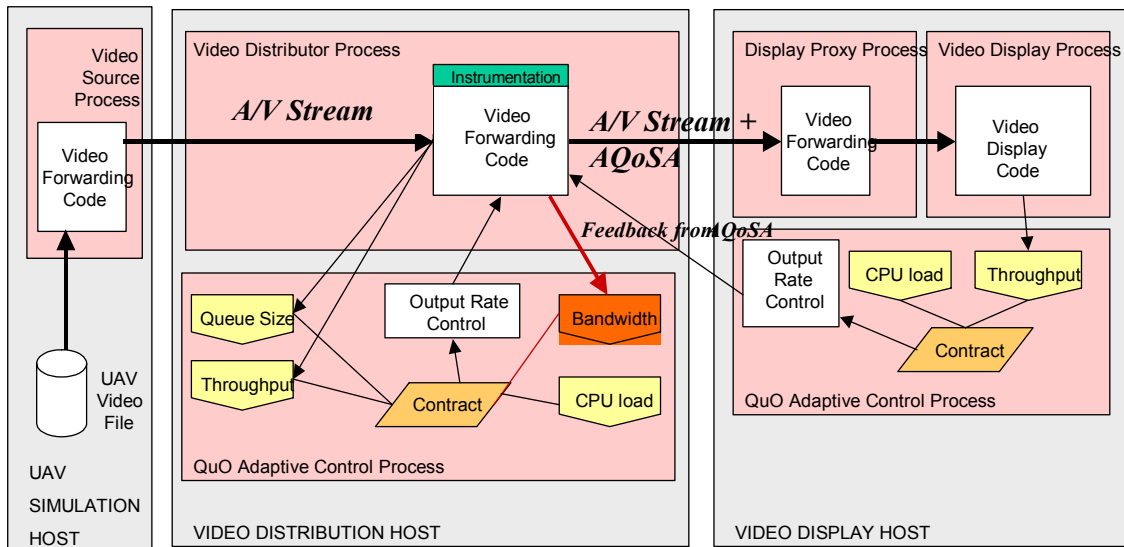 Video
Source
Process
Video
Forwarding
Code
UAV
Video
File
UAV
SIMULATION
HOST
Video Distributor Process
Instrumentation
Video
Forwarding
Code
A/V Stream
A/V Stream +
AQoSA
Feedback from AQoSA
Queue Size
Output Rate
Control
Bandwidth
Throughput
Contract
CPU load
QuO Adaptive Control Process
VIDEO DISTRIBUTION HOST
Display Proxy Process
Video Display Process
Video
Forwarding
Code
Video
Display
Code
Output
Rate
Control
CPU load
Throughput
Contract
QuO Adaptive Control Process
VIDEO DISPLAY HOST